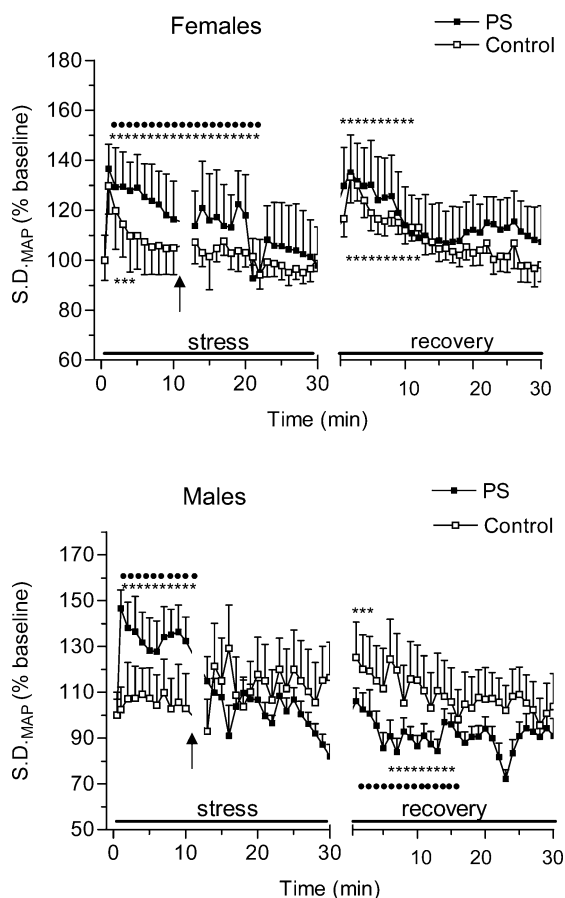 Females
PS
Control
S.D.MAP (% baseline)
180
160
140
120
100
80
60
•••••••••••••••••••
********************
***
stress
0
10
20
30
**********
***********
recovery
0
10
20
30
Time (min)
Males
PS
Control
S.D.MAP (% baseline)
170
150
130
110
90
70
50
••••••••••
**********
stress
0
10
20
30
***
*********
•••••••••••••
recovery
0
10
20
30
Time (min)